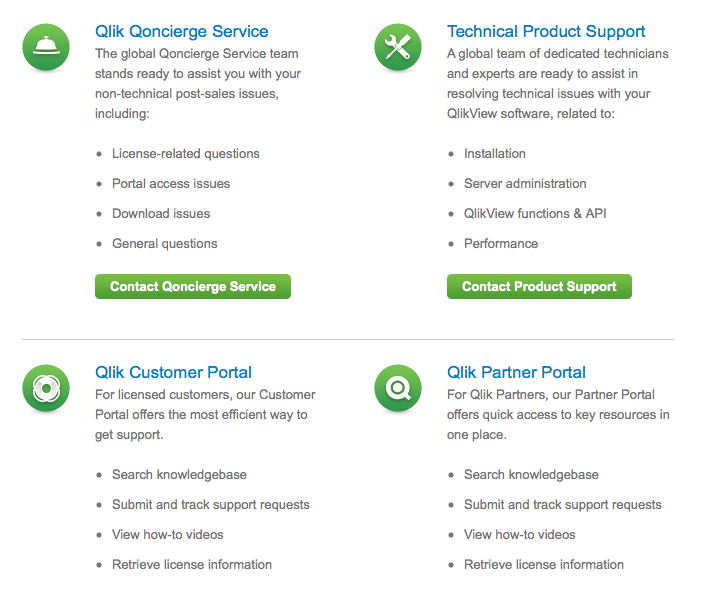 Qlik Qoncierge Service
The global Qoncierge Service team
stands ready to assist you with your
non-technical post-sales issues,
including:
• License-related questions
• Portal access issues
• Download issues
• General questions
Contact Qoncierge Service
Technical Product Support
A global team of dedicated technicians
and experts are ready to assist in
resolving technical issues with your
QlikView software, related to:
• Installation
• Server administration
• QlikView functions & API
• Performance
Contact Product Support
Qlik Customer Portal
For licensed customers, our Customer
Portal offers the most efficient way to
get support.
• Search knowledgebase
• Submit and track support requests
• View how-to videos
• Retrieve license information
Qlik Partner Portal
For Qlik Partners, our Partner Portal
offers quick access to key resources in
one place.
• Search knowledgebase
• Submit and track support requests
• View how-to videos
• Retrieve license information